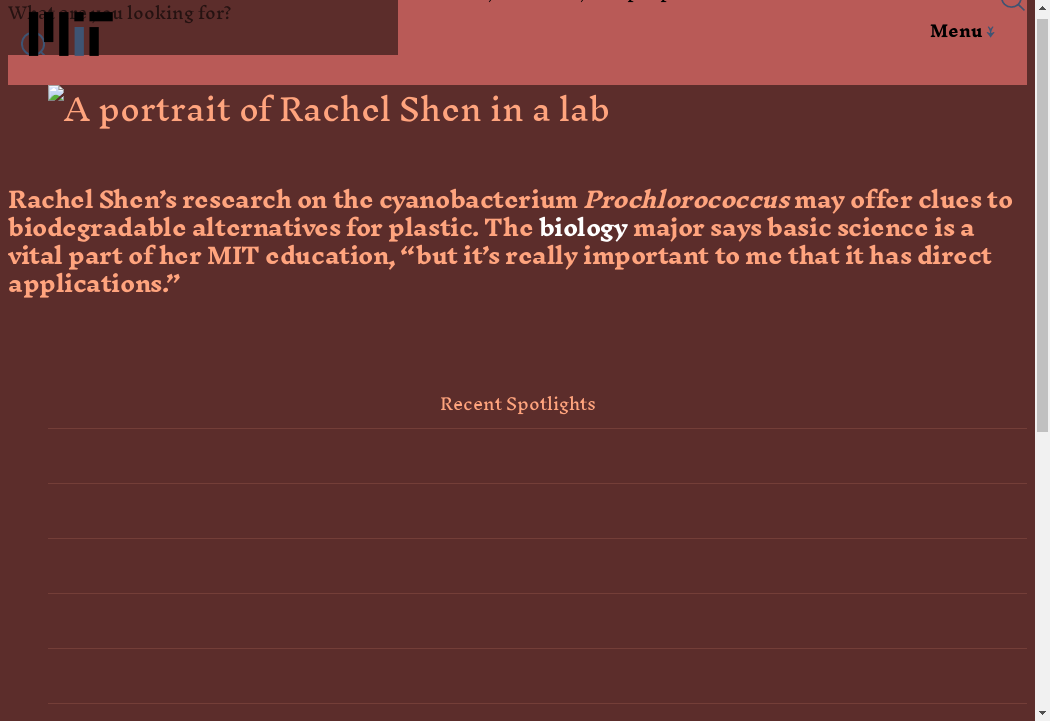 What are you looking for?
MIT
Menu
A portrait of Rachel Shen in a lab
Rachel Shen’s research on the cyanobacterium Prochlorococcus may offer clues to
biodegradable alternatives for plastic. The biology major says basic science is a
vital part of her MIT education, “but it’s really important to me that it has direct
applications.”
Recent Spotlights